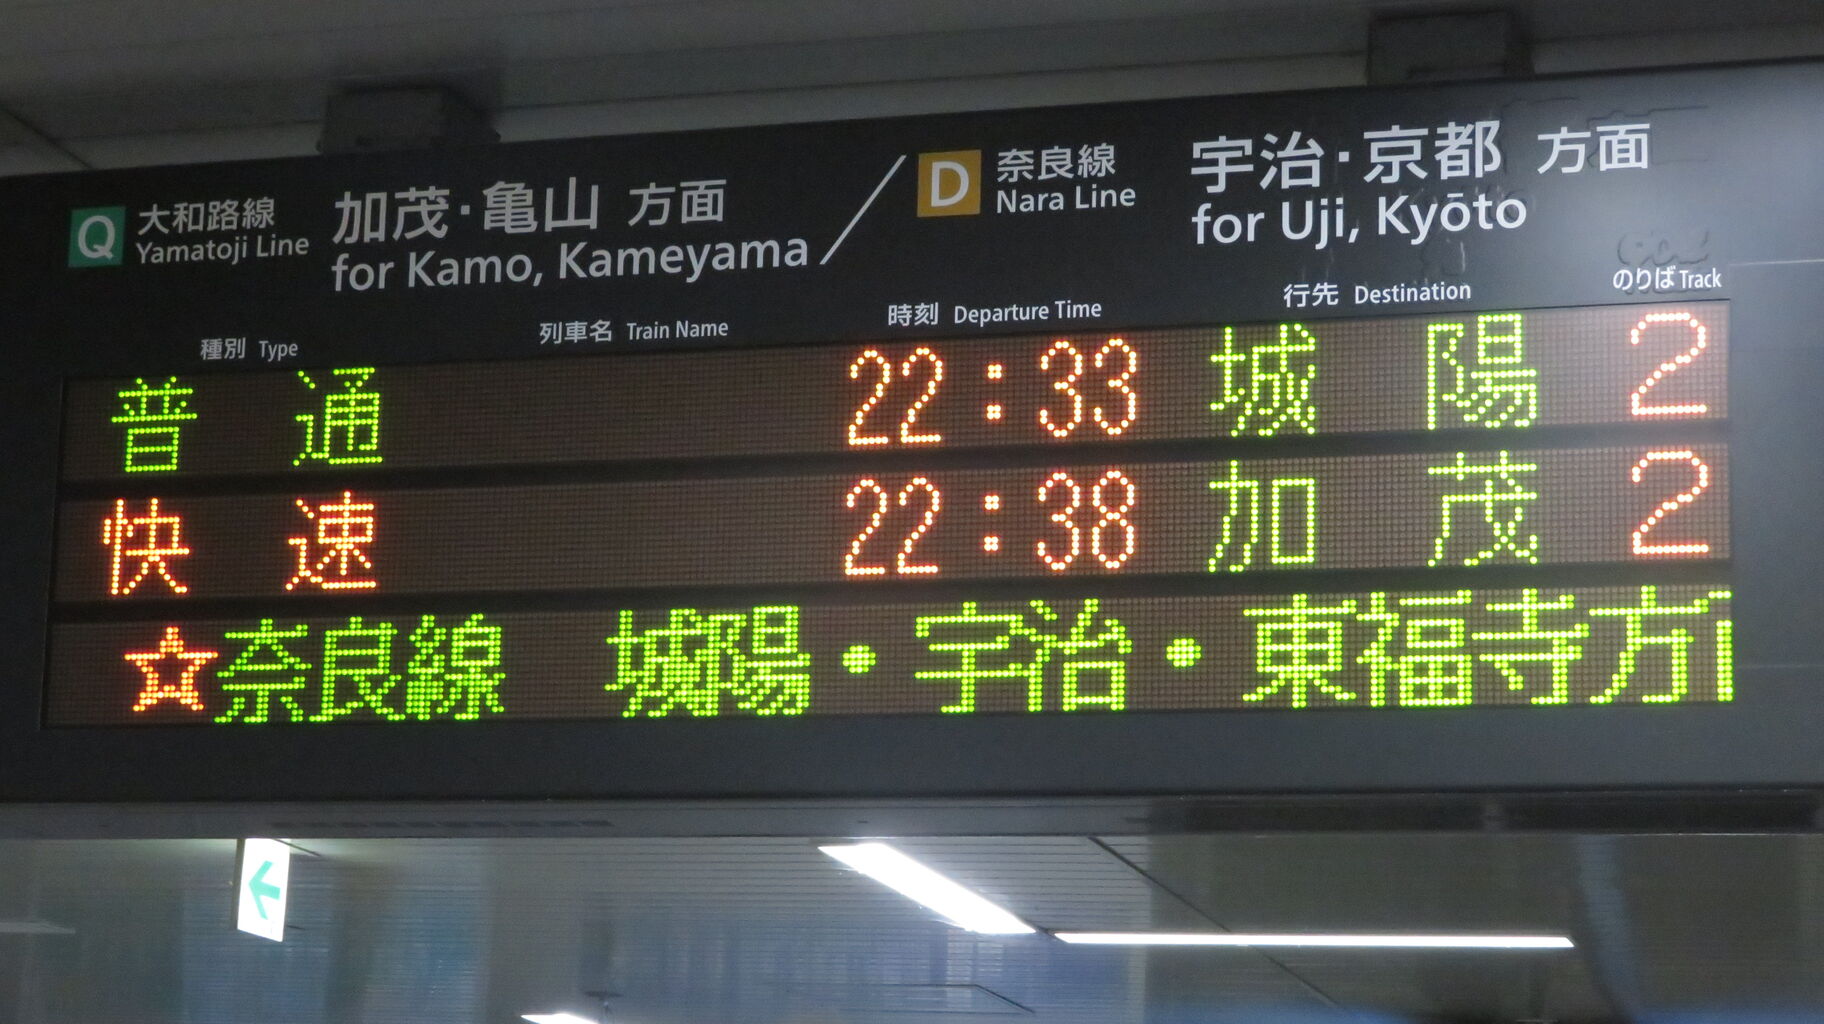 Q 大和路線 加茂・亀山 方面
Yamatoji Line for Kamo, Kameyama
D 奈良線 宇治・京都 方面
Nara Line for Uji, Kyōto
種別 Type 列車名 Train Name 時刻 Departure Time 行先 Destination のりば Track
普通 22:33 城陽 2
快速 22:38 加茂 2
☆奈良線 城陽・宇治・東福寺方